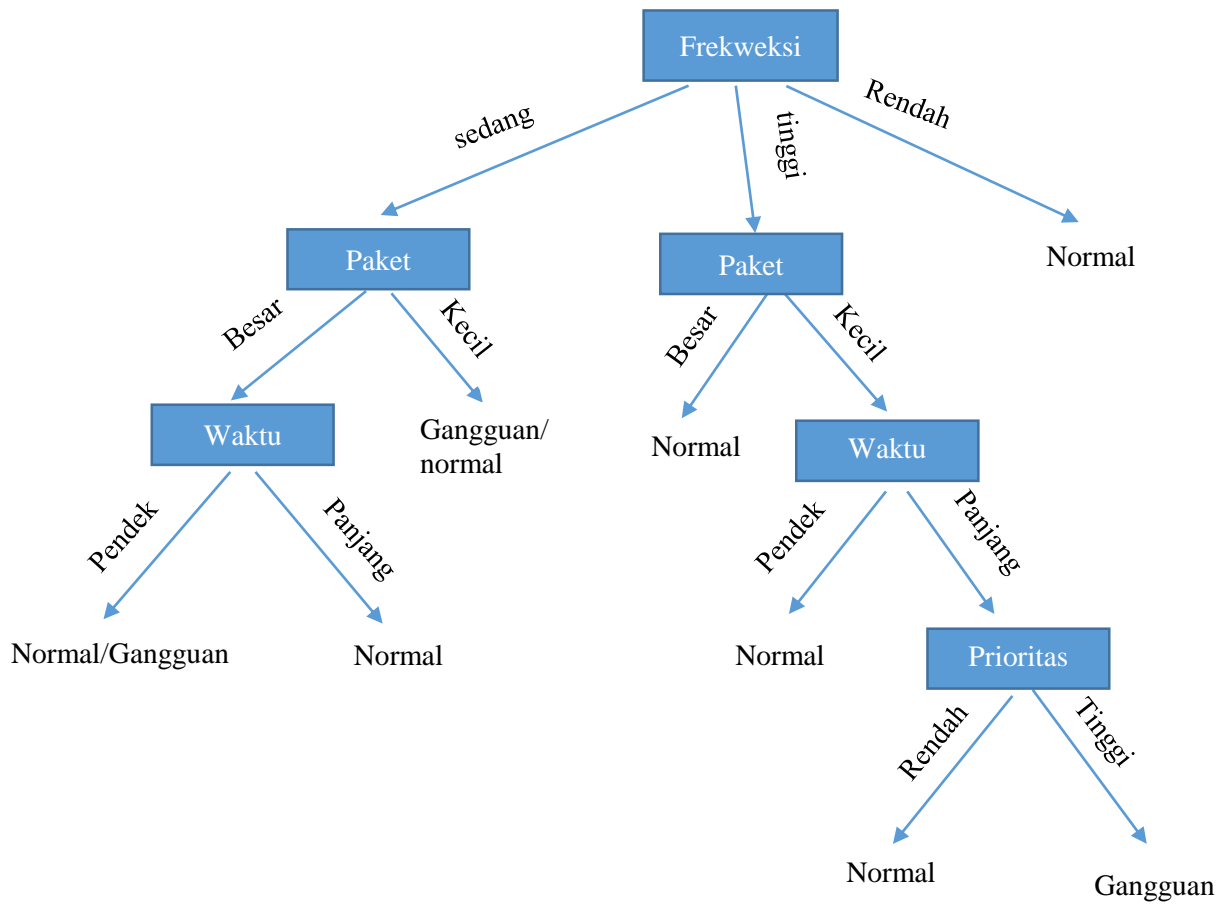 Frekweksi
sedang
tinggi
Rendah
Paket
Paket
Normal
Besar
Kecil
Besar
Kecil
Waktu
Gangguan/
normal
Normal
Waktu
Pendek
Panjang
Pendek
Panjang
Normal/Gangguan
Normal
Normal
Prioritas
Rendah
Tinggi
Normal
Gangguan